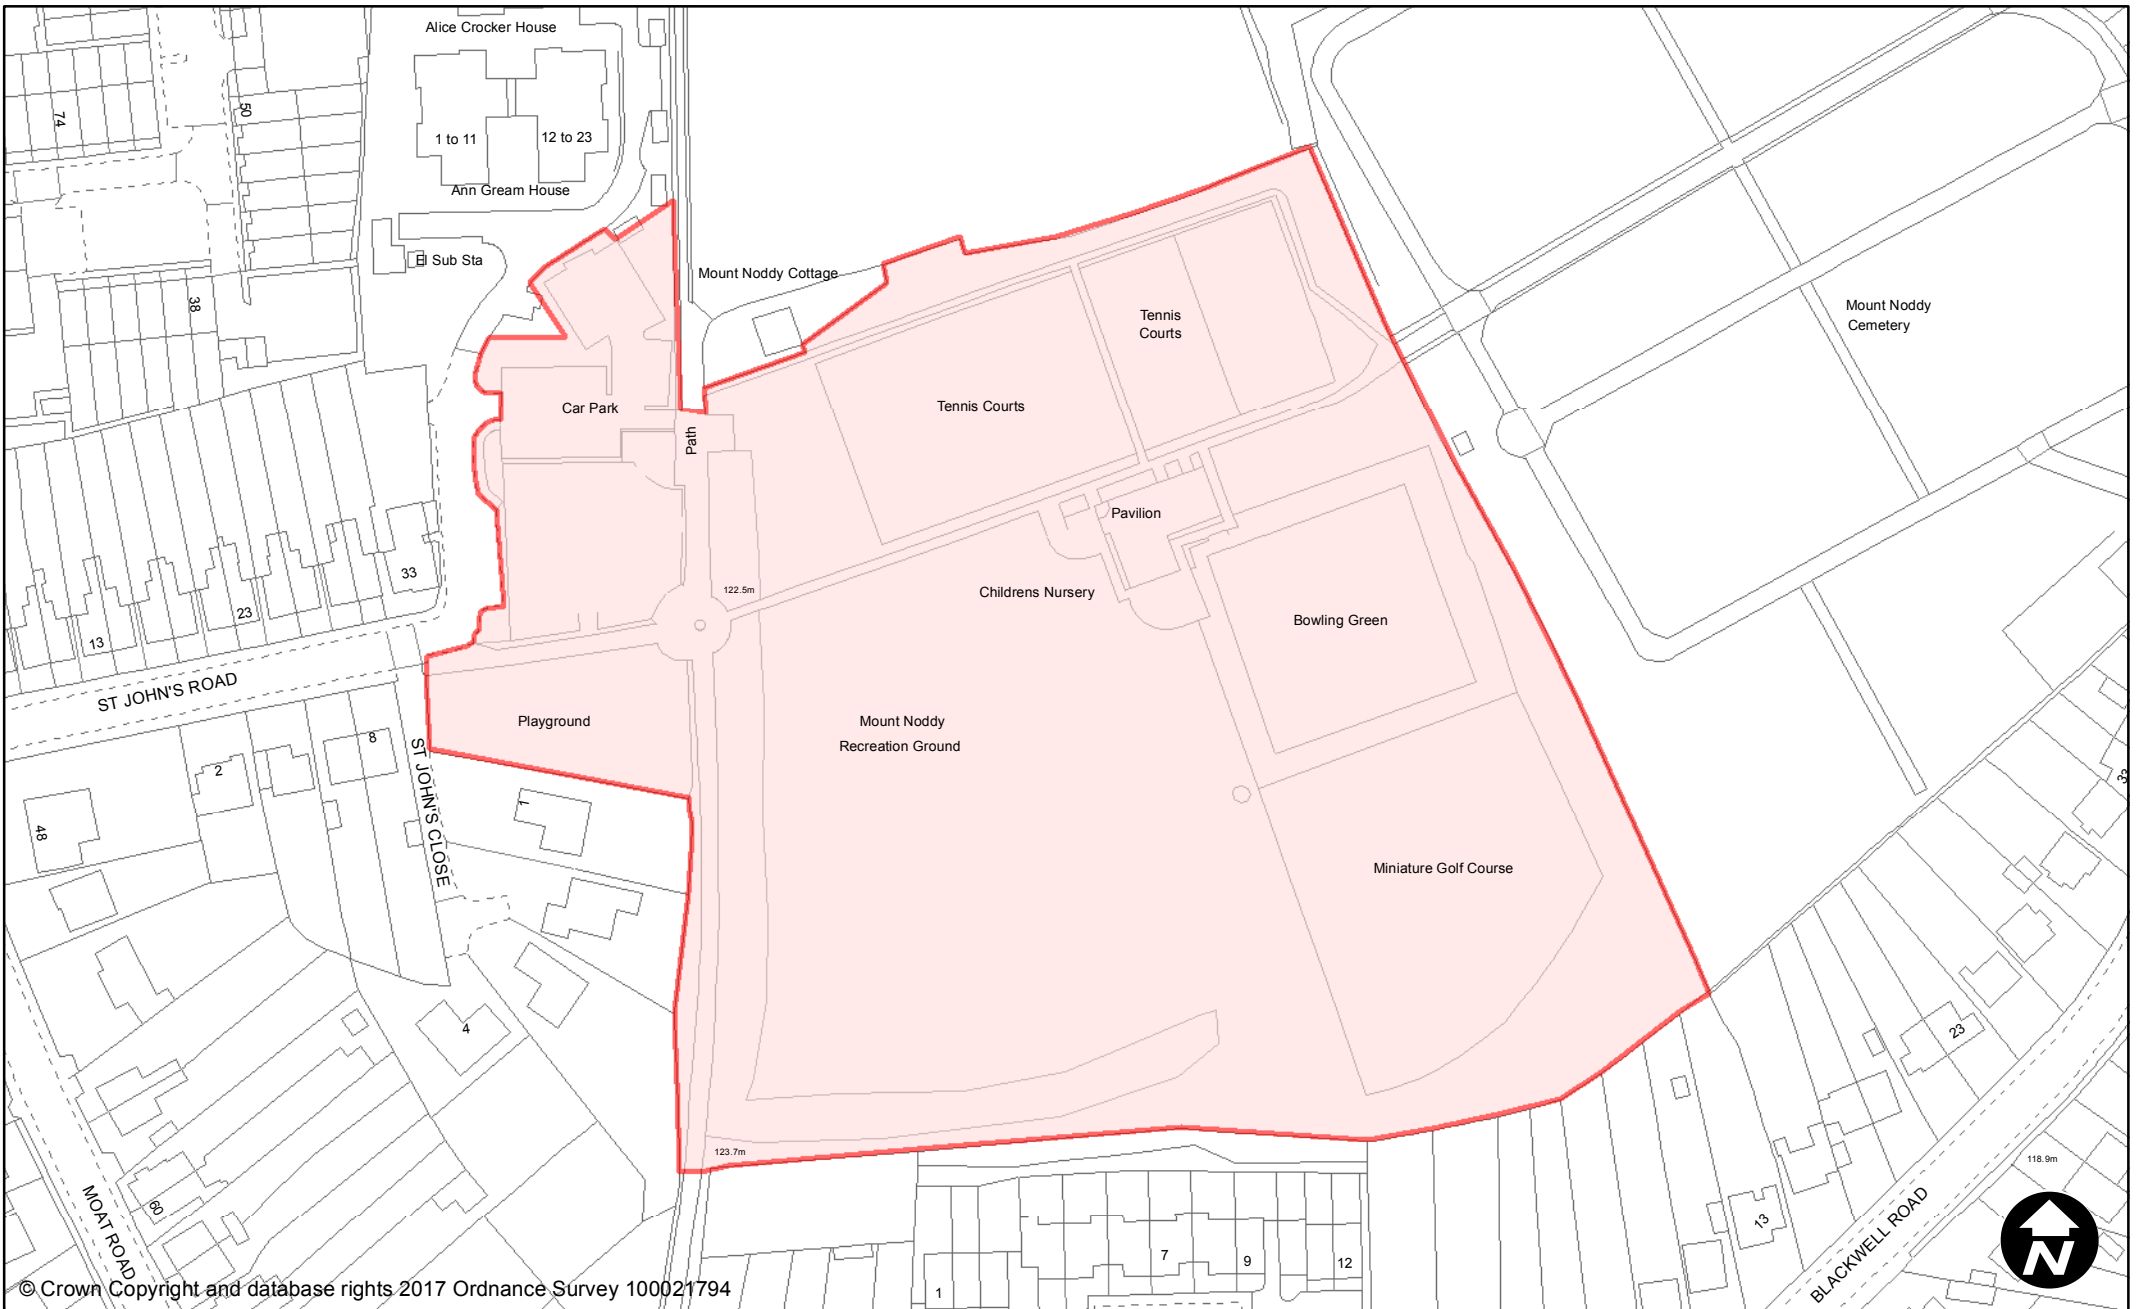 Alice Crocker House
74
50
1 to 11
12 to 23
Ann Gream House
El Sub Sta
38
Mount Noddy Cottage
Tennis
Courts
Mount Noddy
Cemetery
Car Park
Path
Tennis Courts
Pavilion
33
23
13
122.5m
Childrens Nursery
Bowling Green
ST JOHN'S ROAD
Playground
Mount Noddy
Recreation Ground
8
2
ST JOHN'S CLOSE
1
48
33
Miniature Golf Course
4
23
123.7m
118.9m
MOAT ROAD
60
13
BLACKWELL ROAD
7
9
12
1
N
© Crown Copyright and database rights 2017 Ordnance Survey 100021794